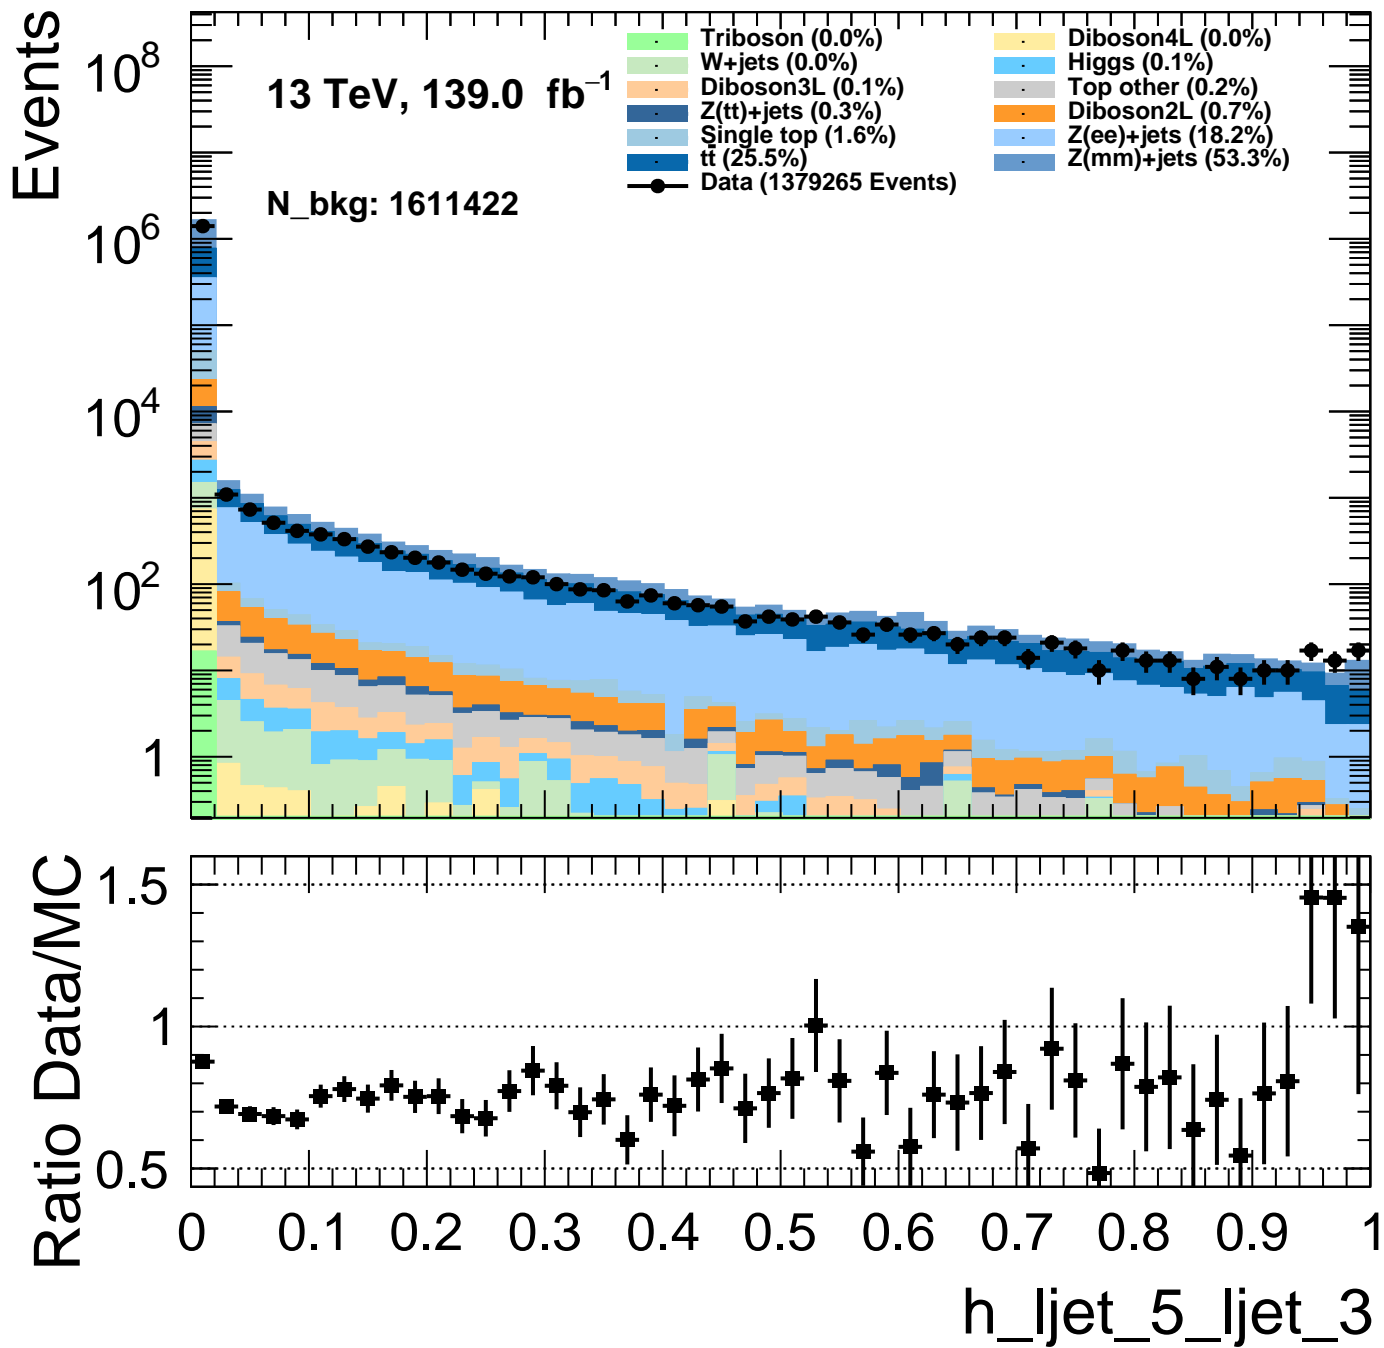 Events
10^8
10^6
10^4
10^2
1
13 TeV, 139.0 fb^−1
N_bkg: 1611422
Triboson (0.0%)
Diboson4L (0.0%)
W+jets (0.0%)
Higgs (0.1%)
Diboson3L (0.1%)
Top other (0.2%)
Z(tt)+jets (0.3%)
Diboson2L (0.7%)
Single top (1.6%)
Z(ee)+jets (18.2%)
tt̄ (25.5%)
Z(mm)+jets (53.3%)
Data (1379265 Events)
Ratio Data/MC
1.5
1
0.5
0 0.1 0.2 0.3 0.4 0.5 0.6 0.7 0.8 0.9 1
h_ljet_5_ljet_3